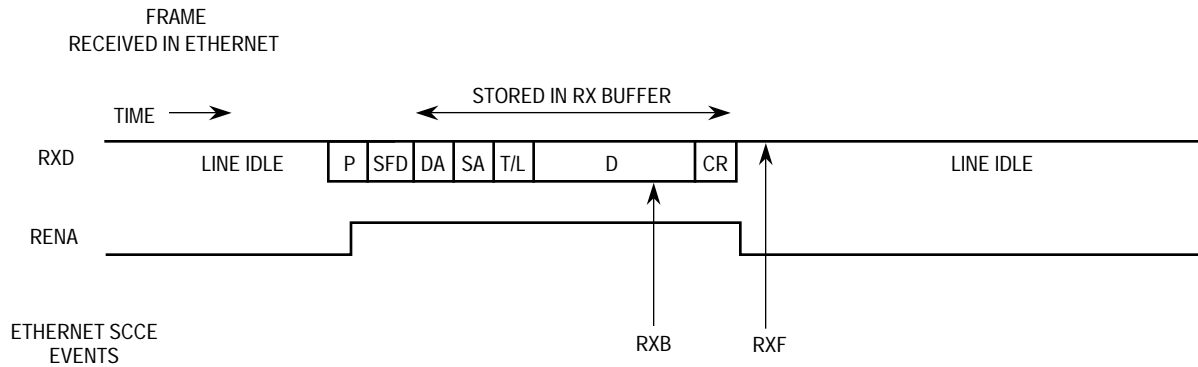 FRAME
RECEIVED IN ETHERNET
STORED IN RX BUFFER
TIME
RXD
LINE IDLE
P
SFD
DA
SA
T/L
D
CR
LINE IDLE
RENA
ETHERNET SCCE
EVENTS
RXB
RXF